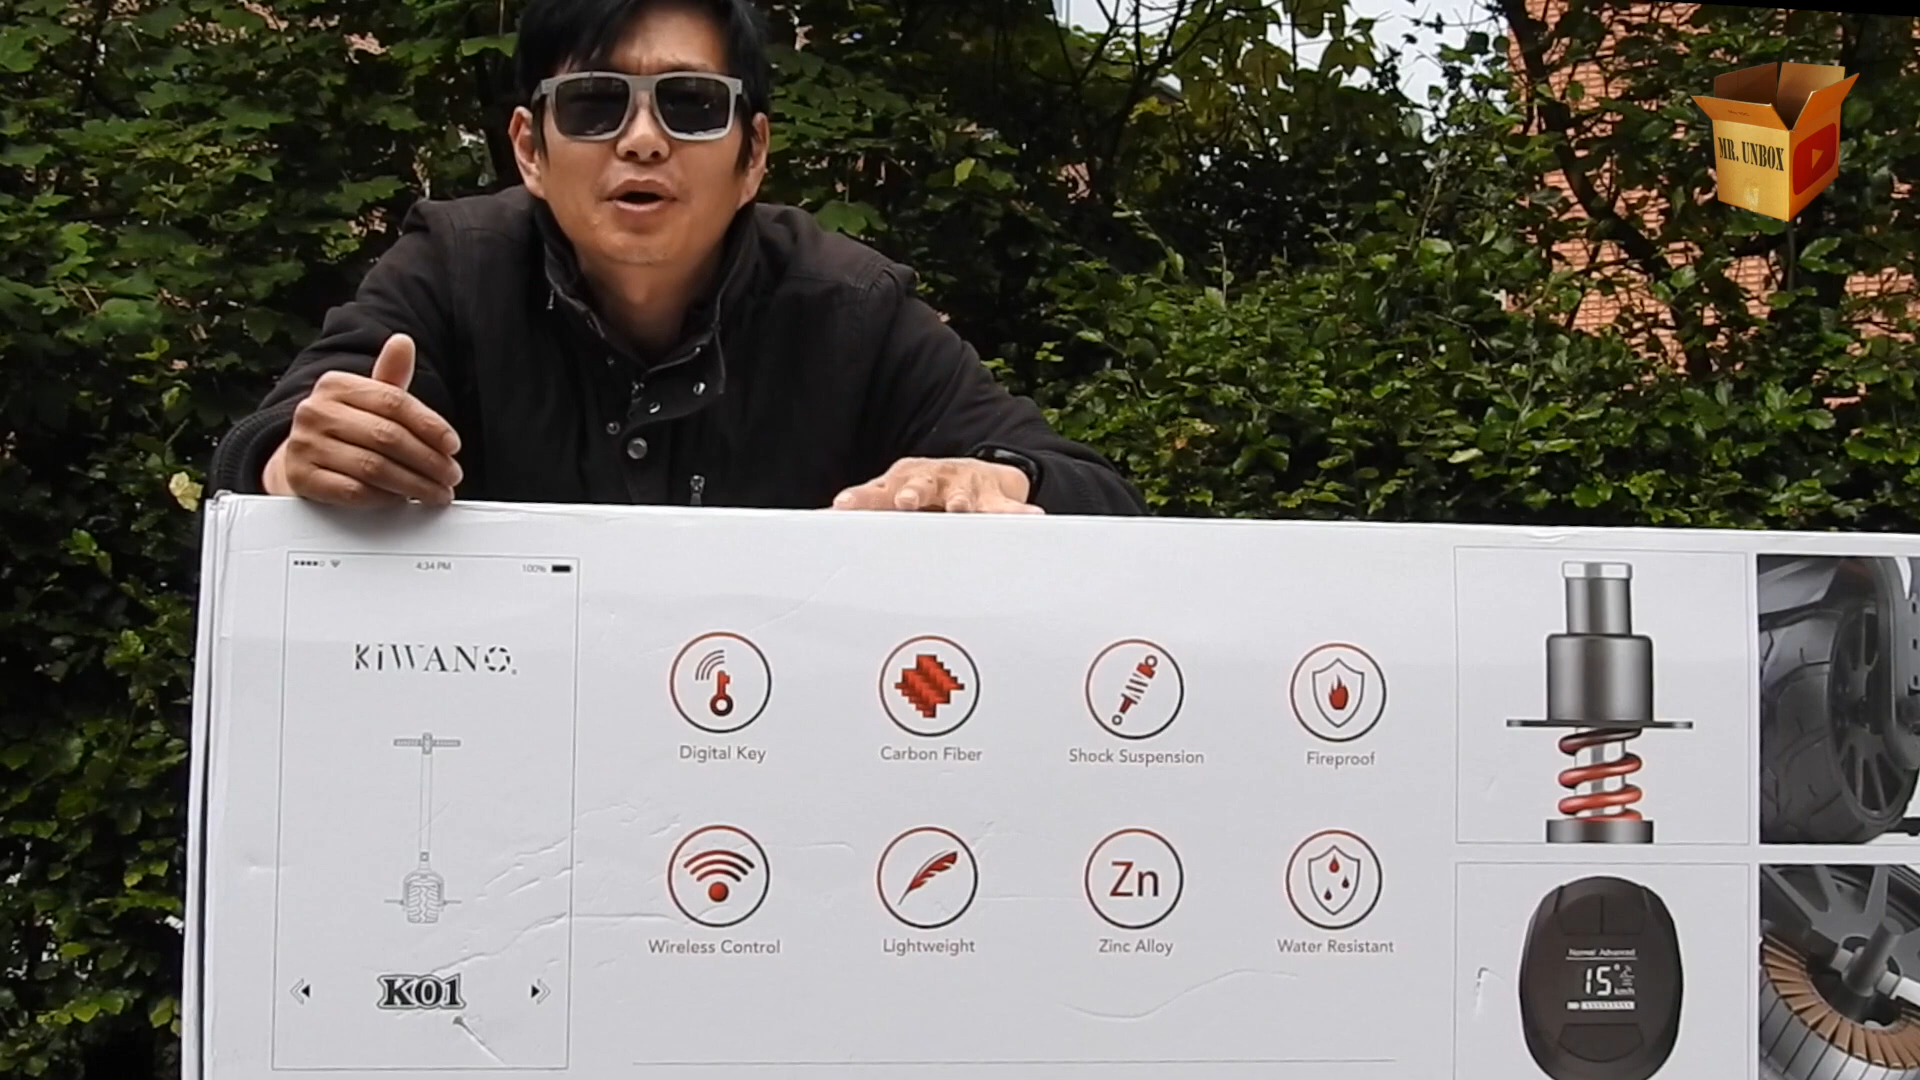 MR. UNBOX
4:34 PM
100%
KiWANO
K01
Digital Key
Carbon Fiber
Shock Suspension
Fireproof
Wireless Control
Lightweight
Zn
Zinc Alloy
Water Resistant
Normal Advanced
15°
km/h